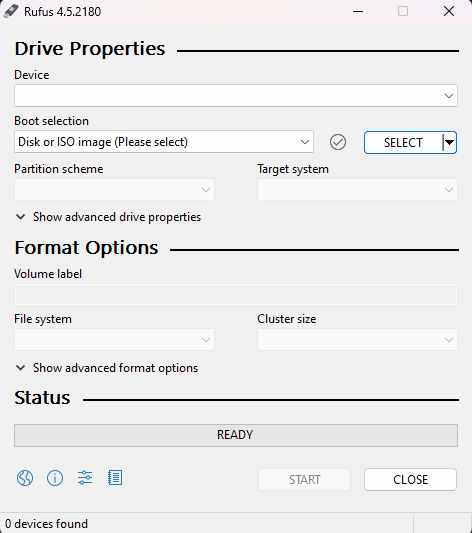 Rufus 4.5.2180
Drive Properties
Device
Boot selection
Disk or ISO image (Please select)
SELECT
Partition scheme
Target system
Show advanced drive properties
Format Options
Volume label
File system
Cluster size
Show advanced format options
Status
READY
START
CLOSE
0 devices found